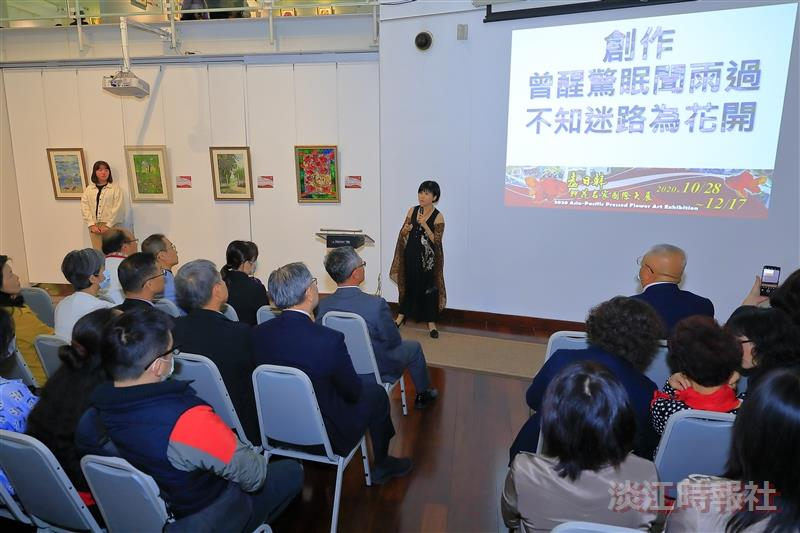 創作
曾醒驚眠聞雨過
不知迷路為花開
2020. 10/28
~12/17
2020 Asia-Pacific Pressed Flower Art Exhibition
淡江時報社